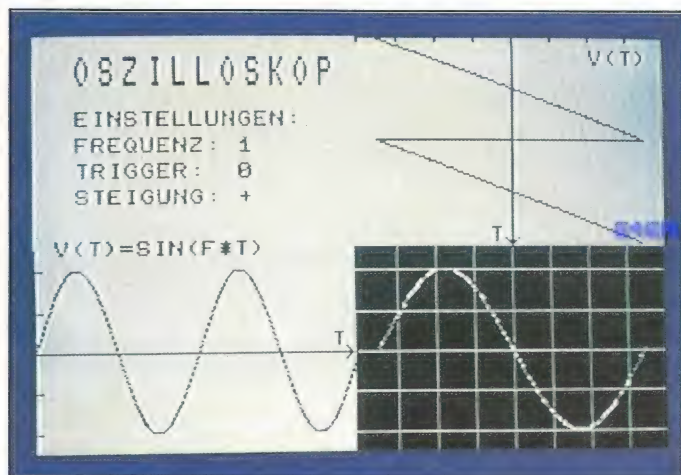 OSZILLOSKOP
EINSTELLUNGEN:
FREQUENZ: 1
TRIGGER: 0
STEIGUNG: +
V(T)=SIN(F*T)
T
V(T)
T